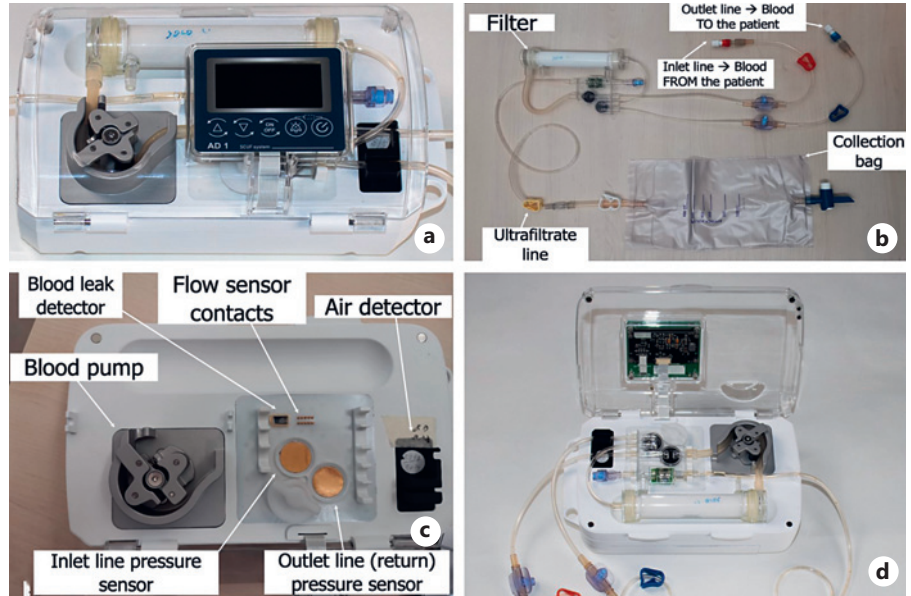 AD 1
SCUF system
ON
OFF
a
Filter
Outlet line → Blood
TO the patient
Inlet line → Blood
FROM the patient
Collection
bag
Ultrafiltrate
line
b
Blood leak
detector
Flow sensor
contacts
Air detector
Blood pump
Inlet line pressure
sensor
Outlet line (return)
pressure sensor
c
d